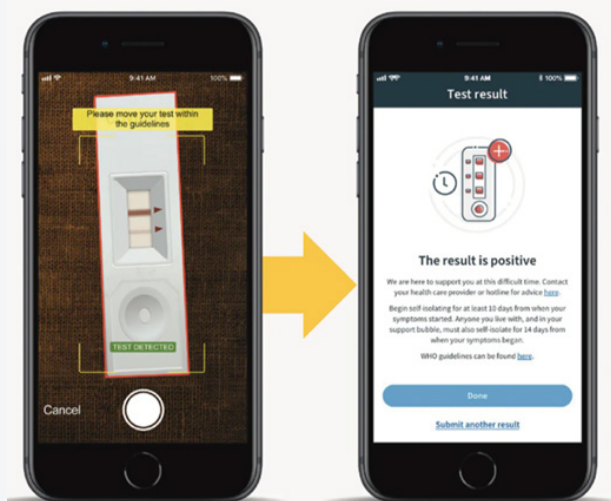 9:41 AM
100%
Please move your test within
the guidelines
TEST DETECTED
Cancel
9:41 AM
100%
Test result
The result is positive
We are here to support you at this difficult time. Contact
your health care provider or hotline for advice here.
Begin self-isolating for at least 10 days from when your
symptoms started. Anyone you live with, and in your
support bubble, must also self-isolate for 14 days from
when your symptoms began.
WHO guidelines can be found here.
Done
Submit another result